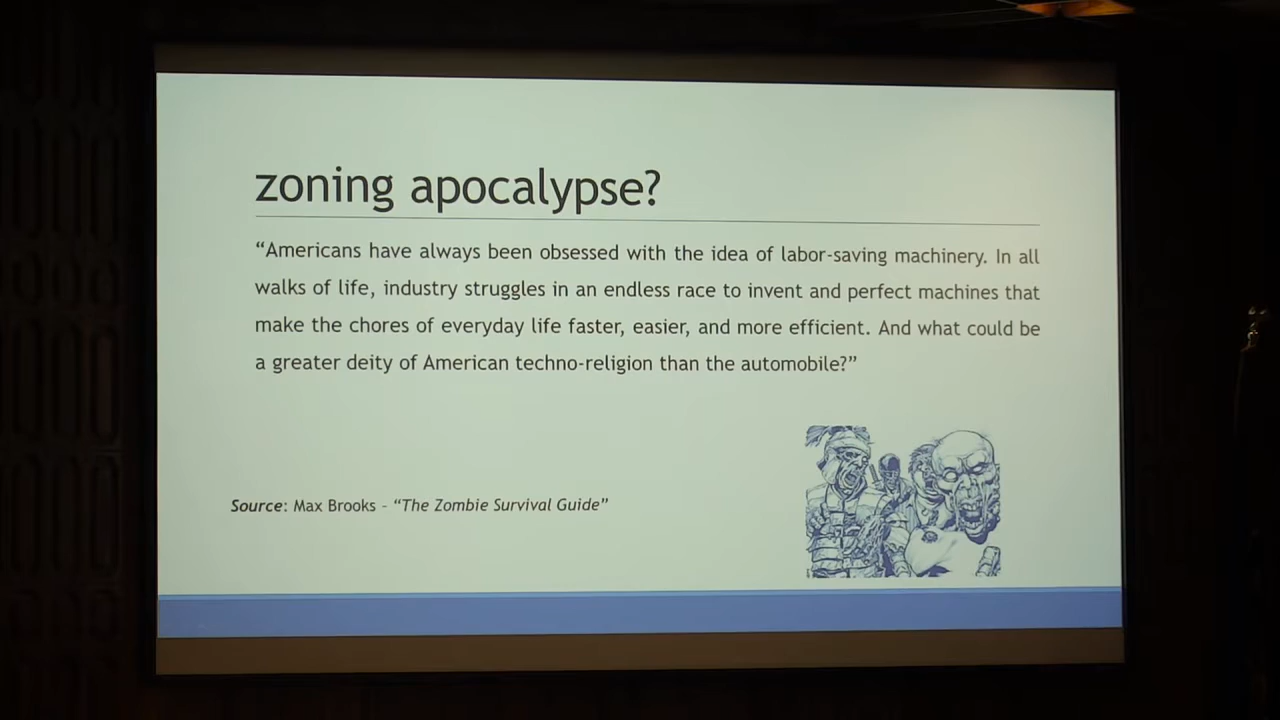 zoning apocalypse?
“Americans have always been obsessed with the idea of labor-saving machinery. In all
walks of life, industry struggles in an endless race to invent and perfect machines that
make the chores of everyday life faster, easier, and more efficient. And what could be
a greater deity of American techno-religion than the automobile?”
Source: Max Brooks - “The Zombie Survival Guide”